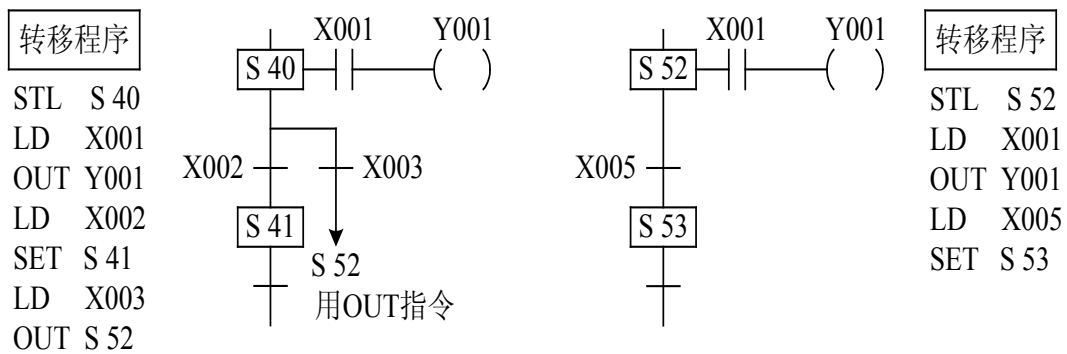 转移程序
STL S 40
LD X001
OUT Y001
LD X002
SET S 41
LD X003
OUT S 52
X001 Y001
S 40
X002 X003
S 41
S 52
用OUT指令
X001 Y001
S 52
X005
S 53
转移程序
STL S 52
LD X001
OUT Y001
LD X005
SET S 53